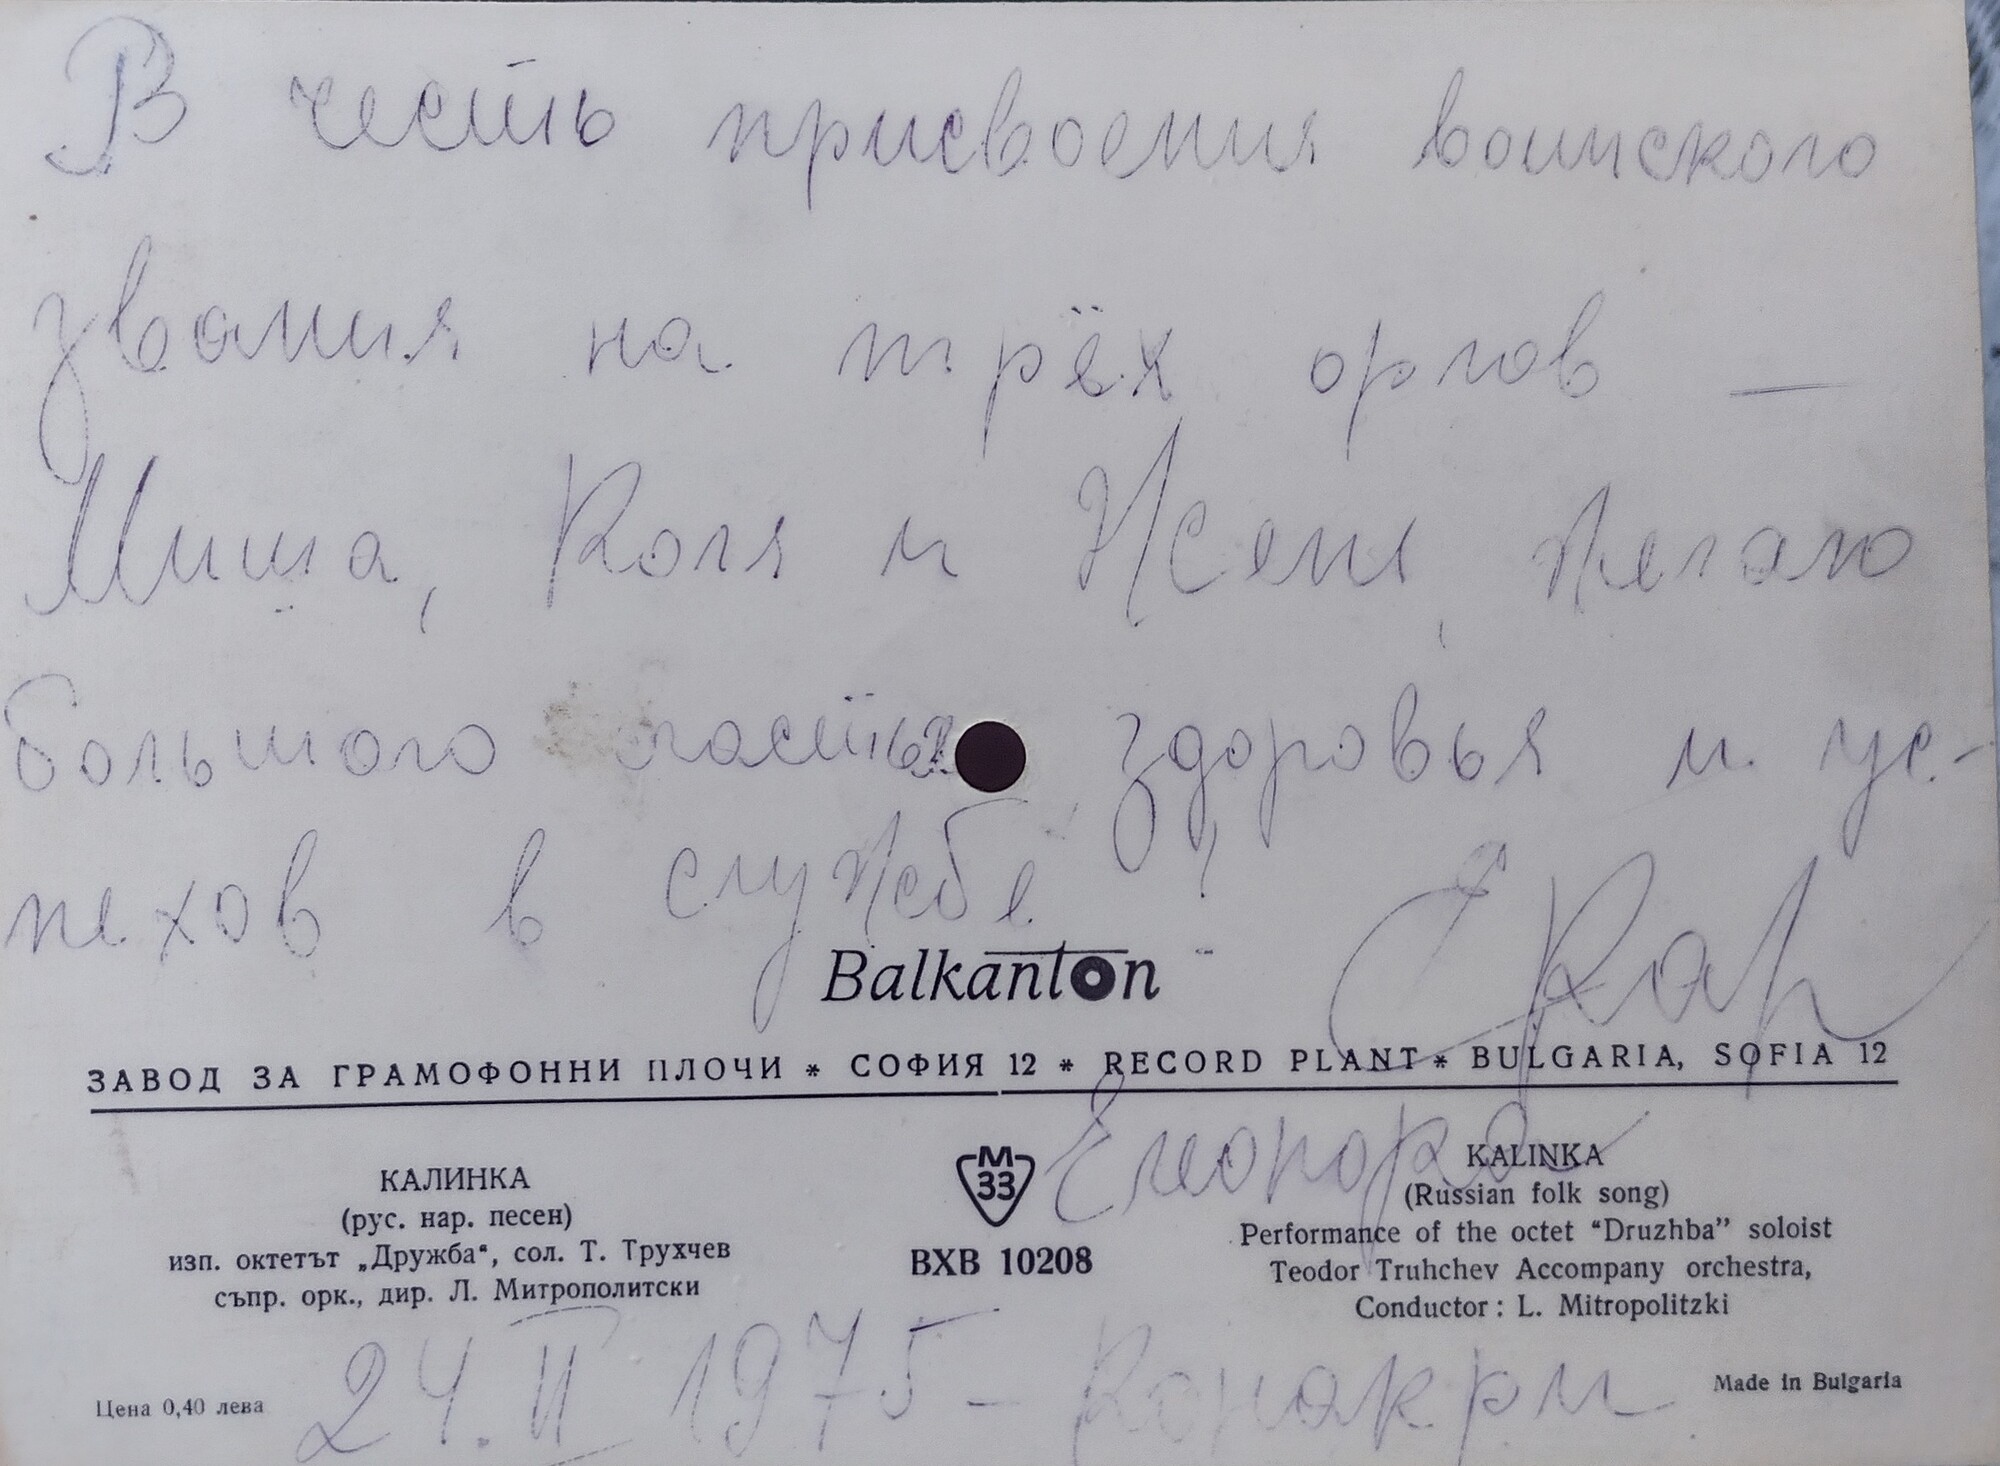 В честь присвоения воинского
звания на трёх орлов —
Миша, Коля и Женя, желаю
большого счастья здоровья и ус-
пехов в службе!
Balkanton
ЗАВОД ЗА ГРАМОФОННИ ПЛОЧИ * СОФИЯ 12 * RECORD PLANT * BULGARIA, SOFIA 12
КАЛИНКА
(рус. нар. песен)
изп. октетът „Дружба“, сол. Т. Трухчев
съпр. орк., дир. Л. Митрополитски
М
33
ВХВ 10208
KALINKA
(Russian folk song)
Performance of the octet “Druzhba” soloist
Teodor Truhchev Accompany orchestra,
Conductor: L. Mitropolitzki
24. II 1975 – Конакри
Цена 0,40 лева
Made in Bulgaria